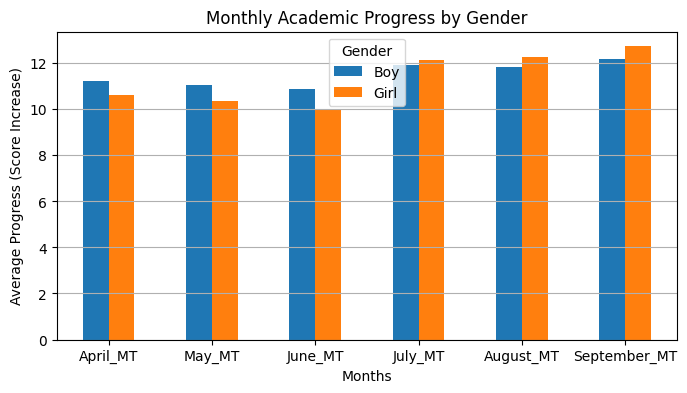 Monthly Academic Progress by Gender
Average Progress (Score Increase)
12
10
8
6
4
2
0
Gender
Boy
Girl
April_MT
May_MT
June_MT
July_MT
August_MT
September_MT
Months